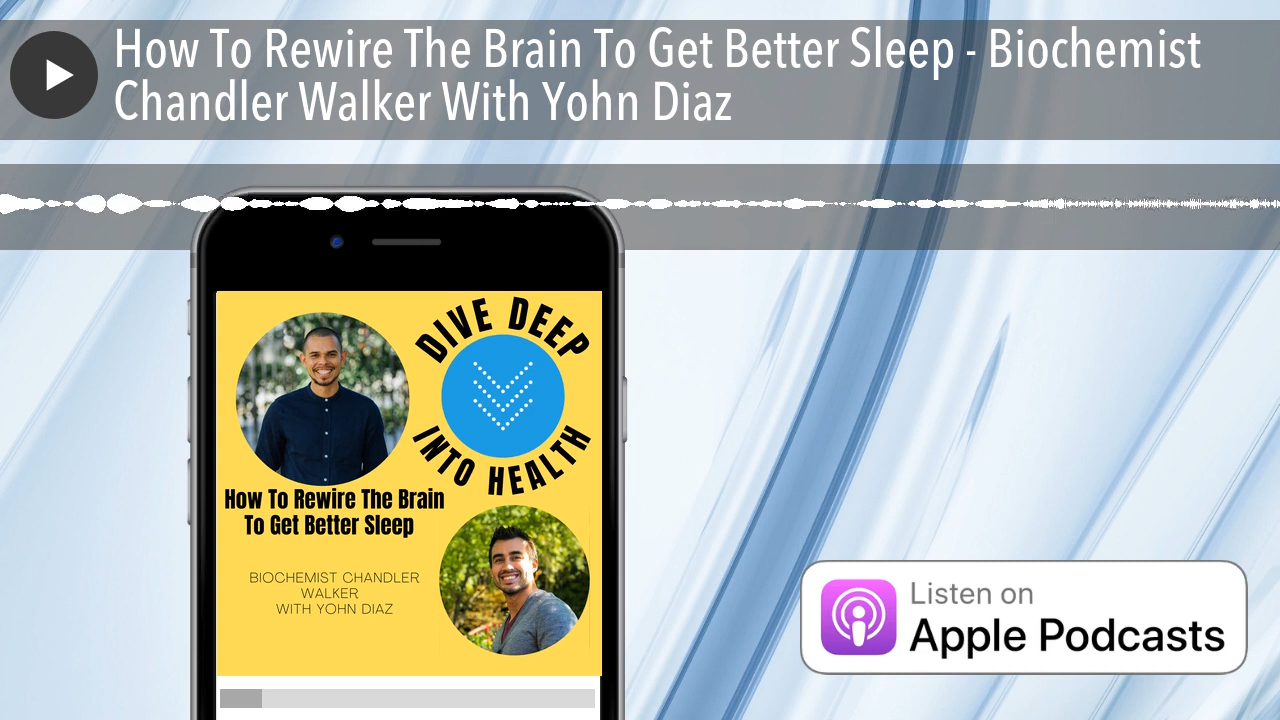 How To Rewire The Brain To Get Better Sleep - Biochemist
Chandler Walker With Yohn Diaz
DIVE DEEP
INTO HEALTH
How To Rewire The Brain
To Get Better Sleep
BIOCHEMIST CHANDLER
WALKER
WITH YOHN DIAZ
Listen on
Apple Podcasts